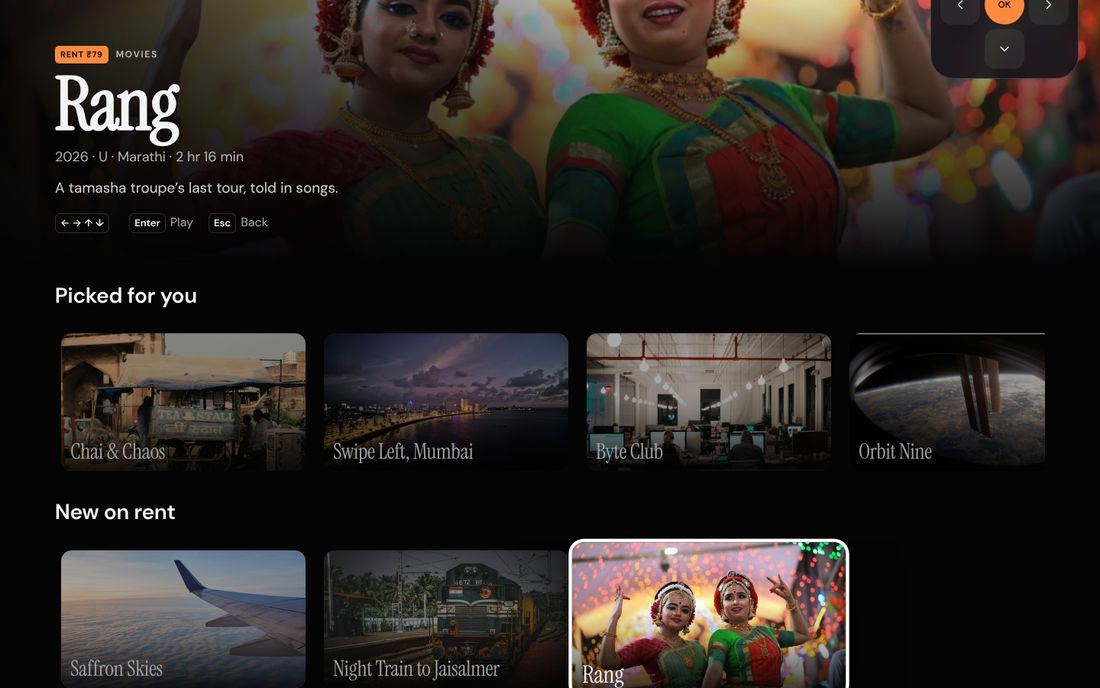 OK
RENT ₹79 MOVIES
Rang
2026 · U · Marathi · 2 hr 16 min
A tamasha troupe’s last tour, told in songs.
← → ↑ ↓ Enter Play Esc Back
Picked for you
Chai & Chaos
Swipe Left, Mumbai
Byte Club
Orbit Nine
New on rent
Saffron Skies
Night Train to Jaisalmer
Rang